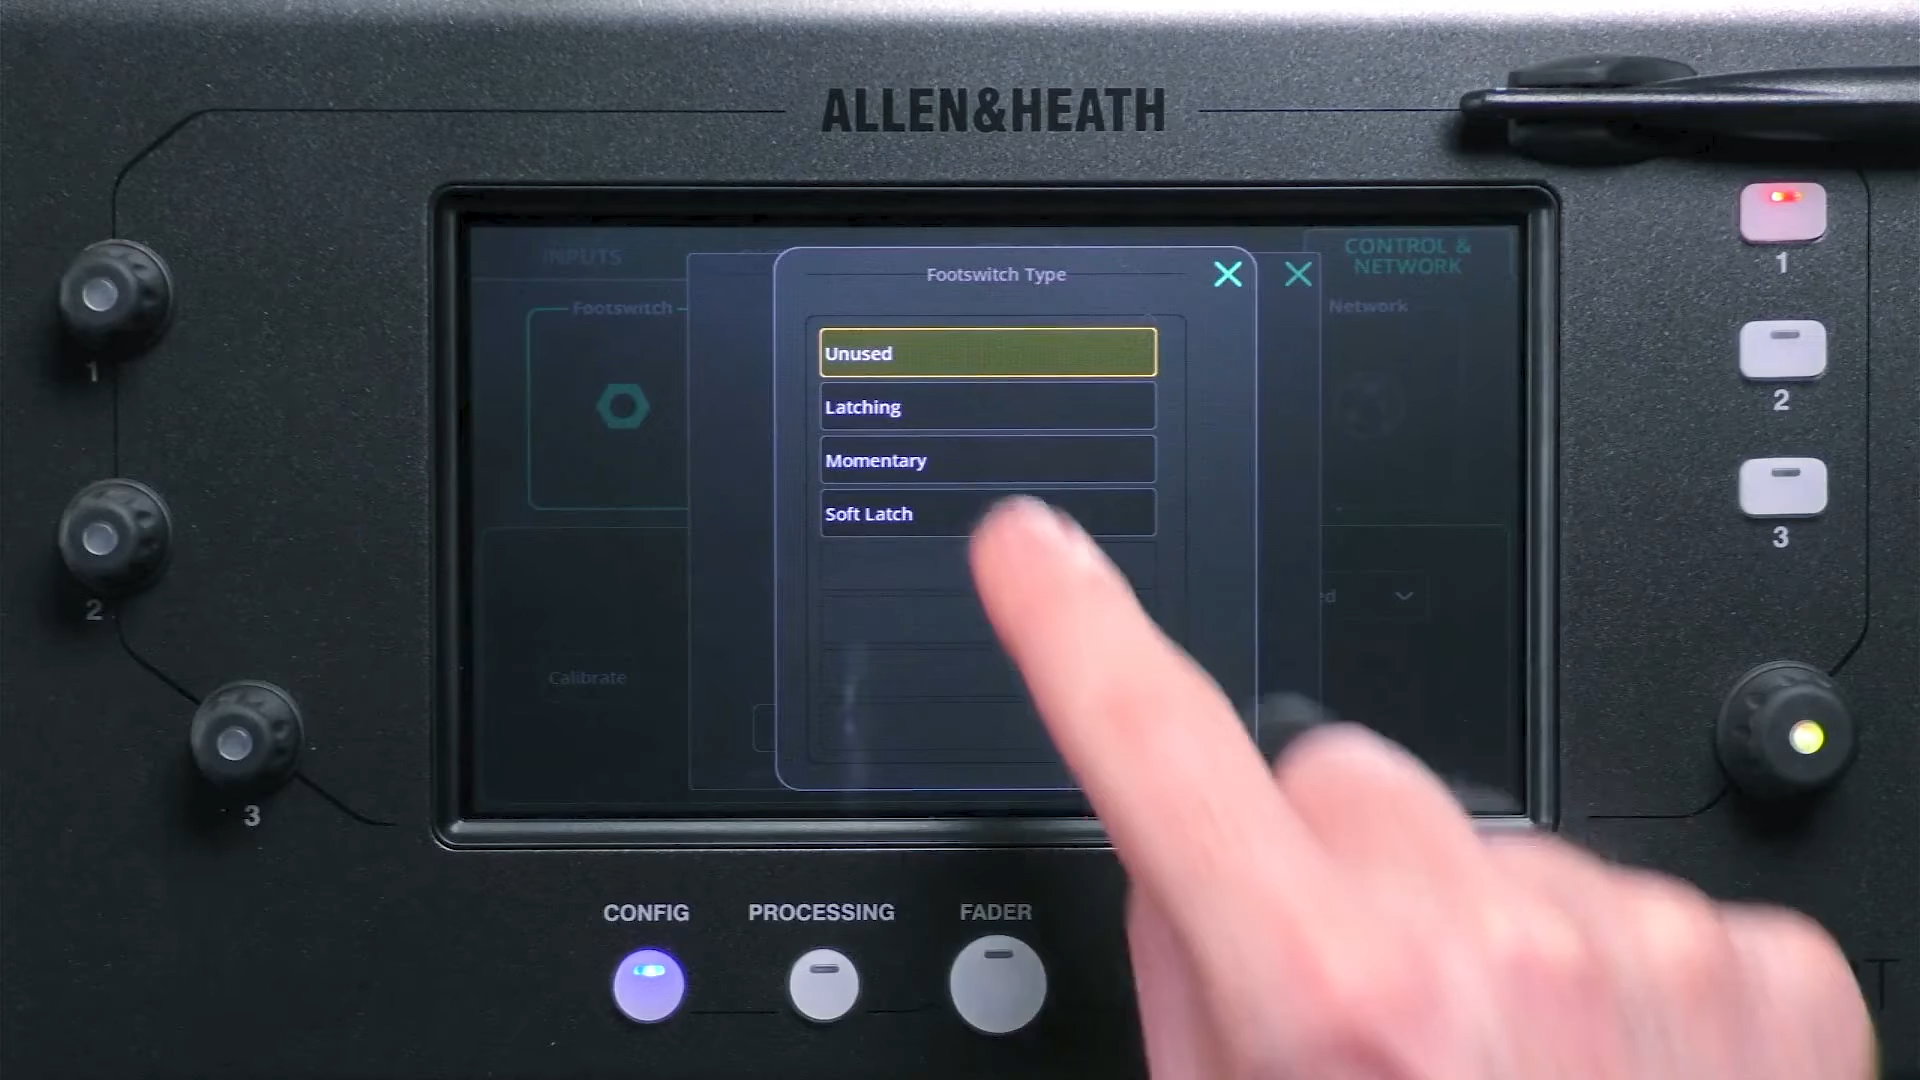 ALLEN&HEATH
INPUTS
CONTROL &
NETWORK
Footswitch Type
Footswitch
Network
Unused
Latching
Momentary
Soft Latch
Calibrate
1
2
3
1
2
3
CONFIG
PROCESSING
FADER